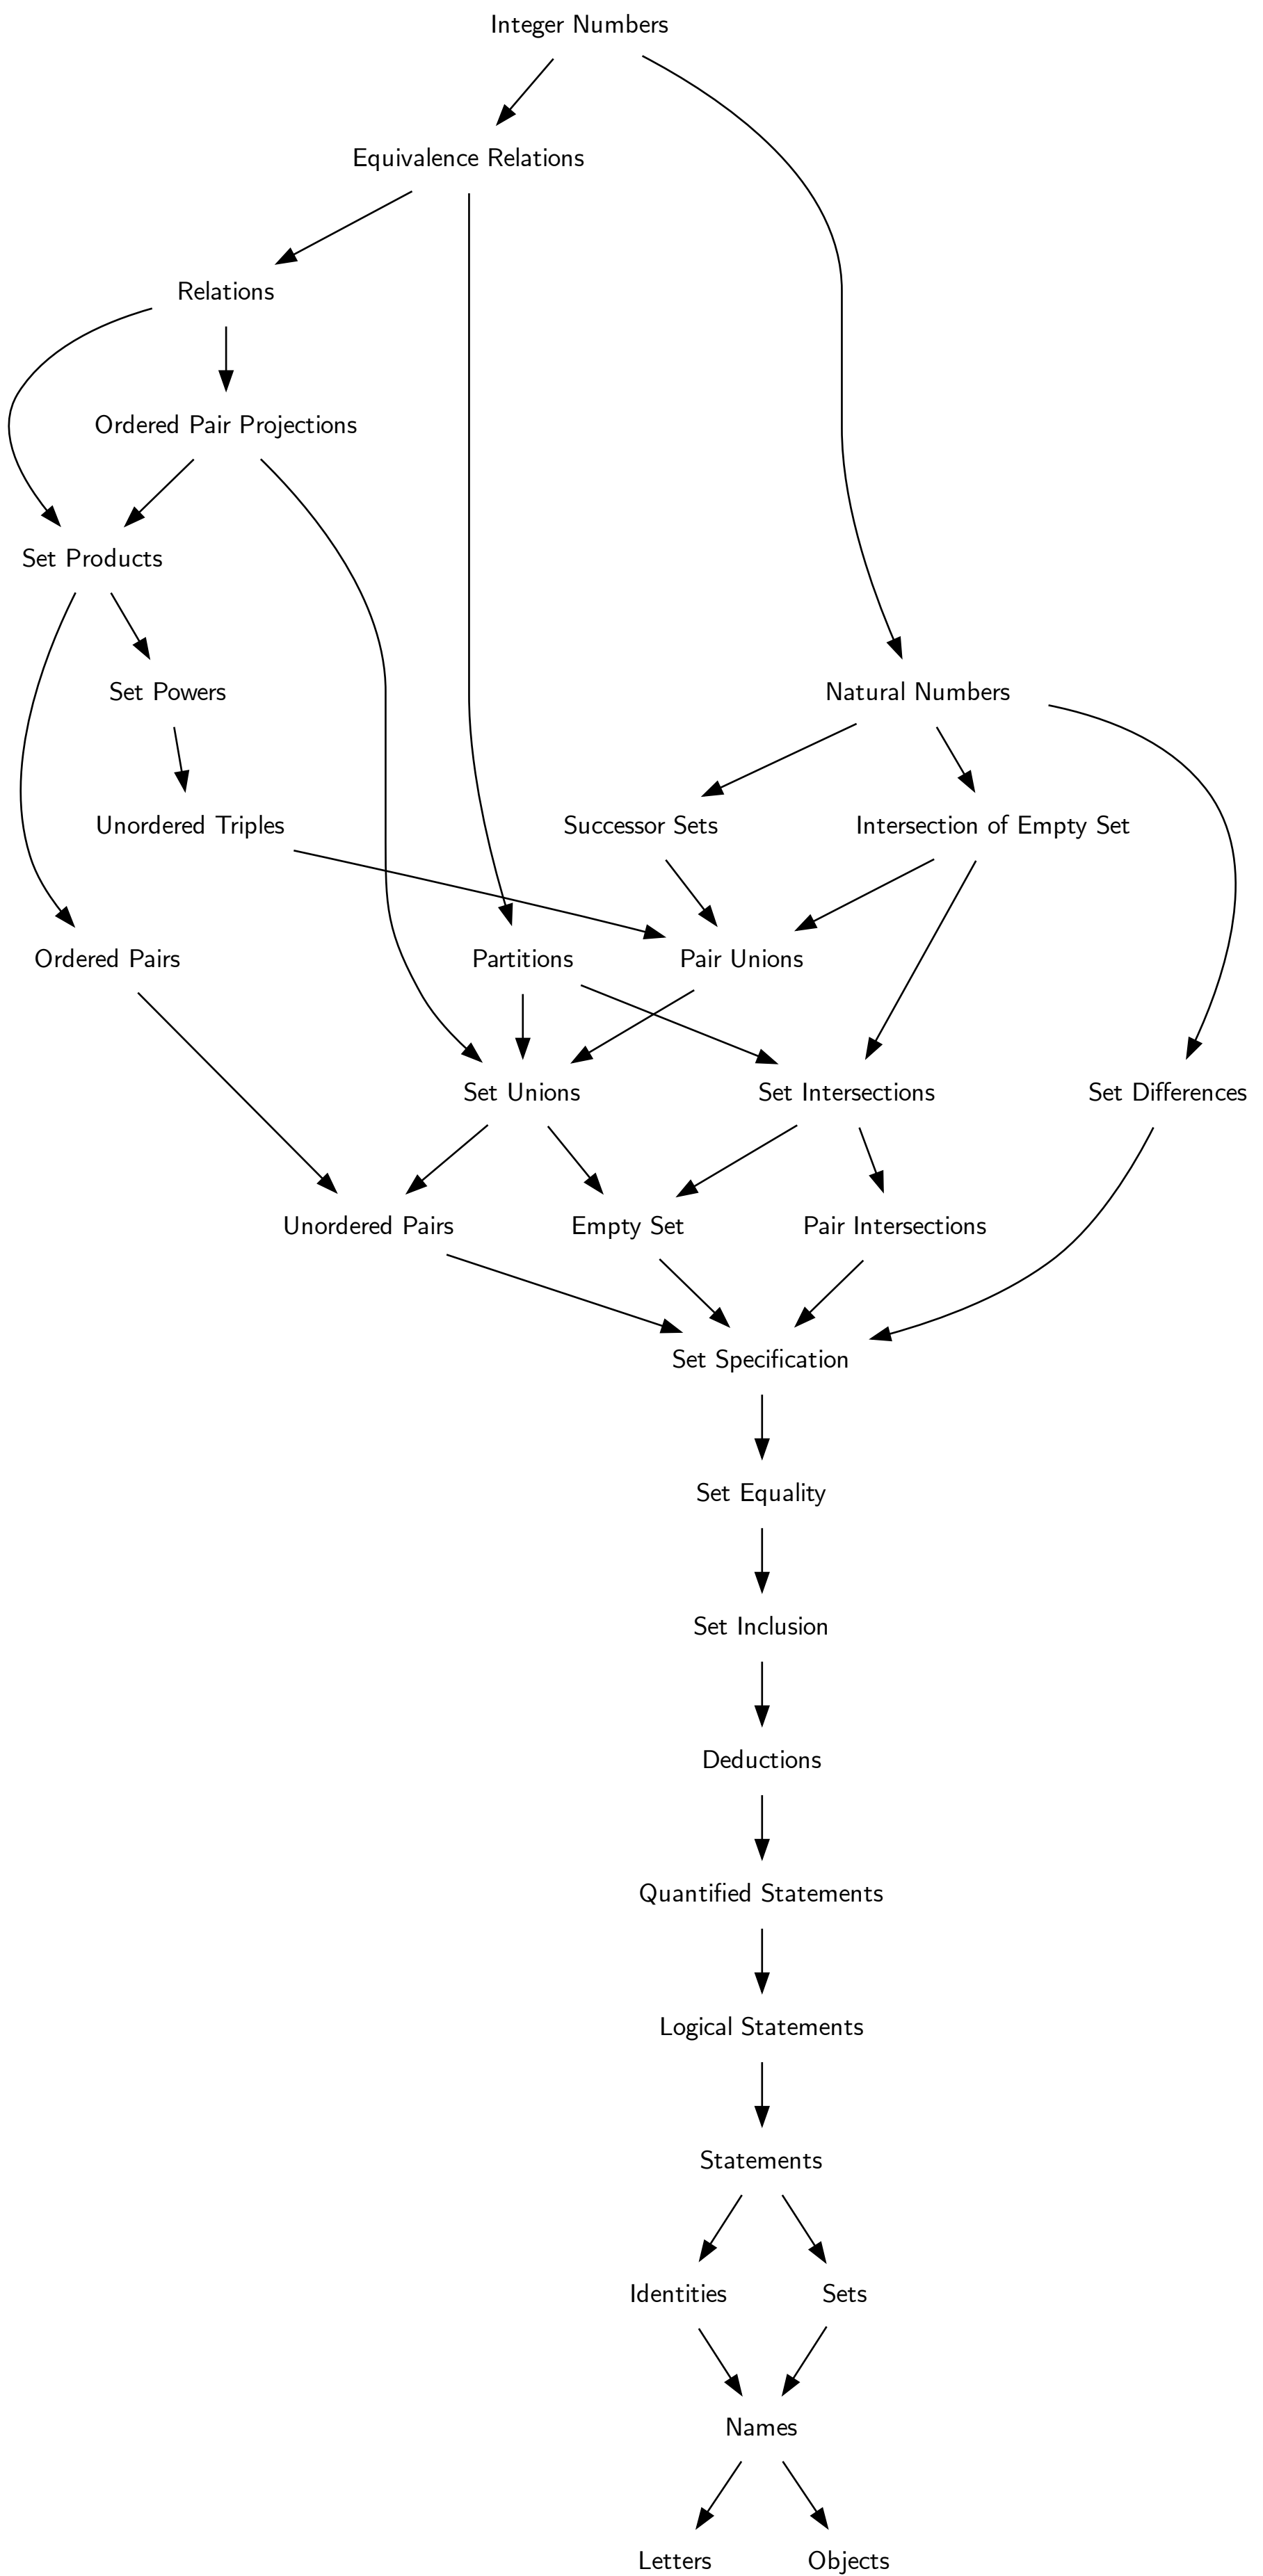 Integer Numbers
Equivalence Relations
Relations
Ordered Pair Projections
Set Products
Set Powers
Natural Numbers
Unordered Triples
Successor Sets
Intersection of Empty Set
Ordered Pairs
Partitions
Pair Unions
Set Unions
Set Intersections
Set Differences
Unordered Pairs
Empty Set
Pair Intersections
Set Specification
Set Equality
Set Inclusion
Deductions
Quantified Statements
Logical Statements
Statements
Identities
Sets
Names
Letters
Objects